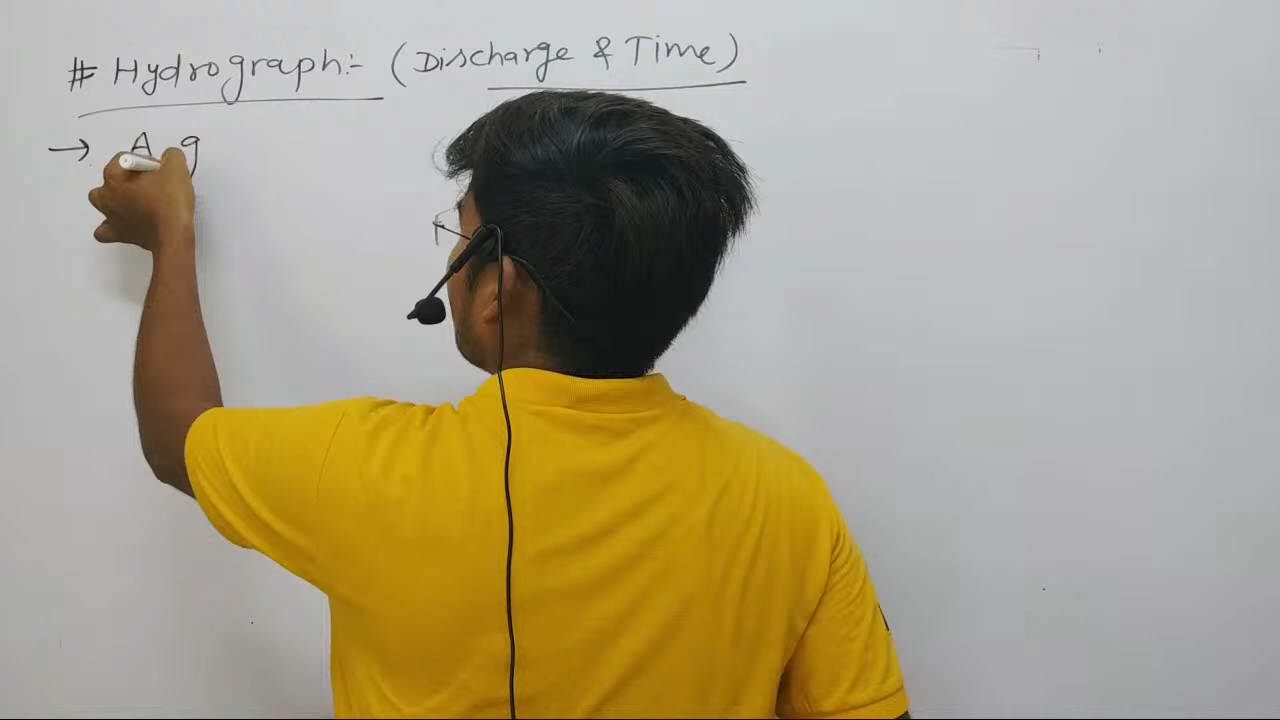 # Hydrograph:- (Discharge & Time)
→ A g